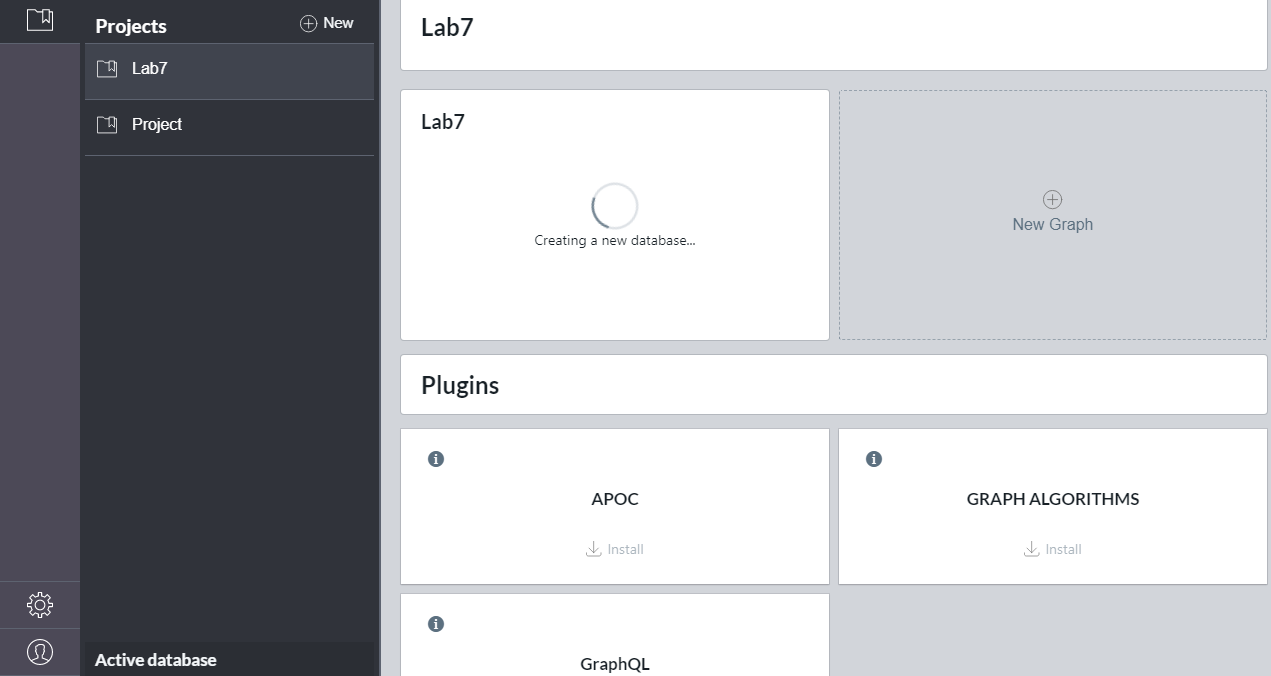 Projects
New
Lab7
Project
Active database
Lab7
Lab7
Creating a new database...
New Graph
Plugins
APOC
Install
GRAPH ALGORITHMS
Install
GraphQL